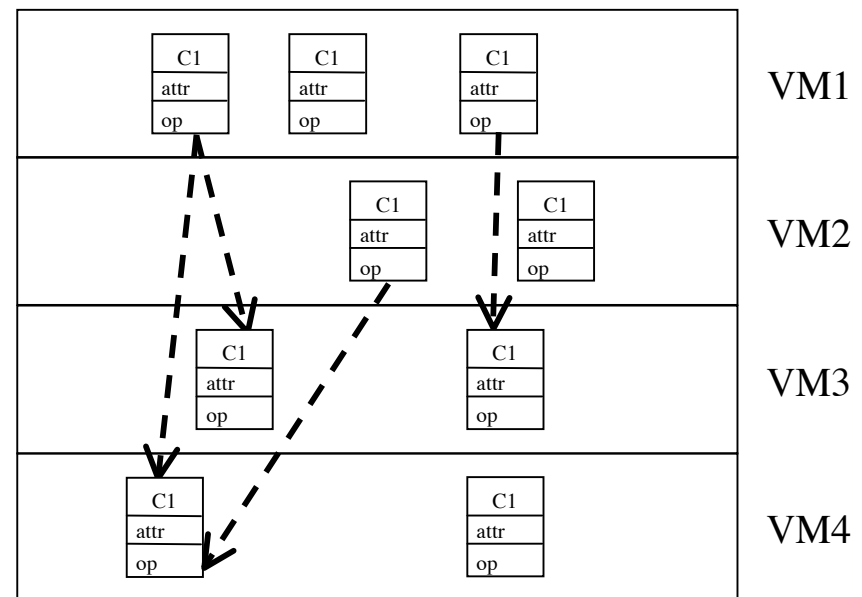 C1 C1 C1
attr attr attr
op op op
VM1
C1 C1
attr attr
op op
VM2
C1 C1
attr attr
op op
VM3
C1 C1
attr attr
op op
VM4